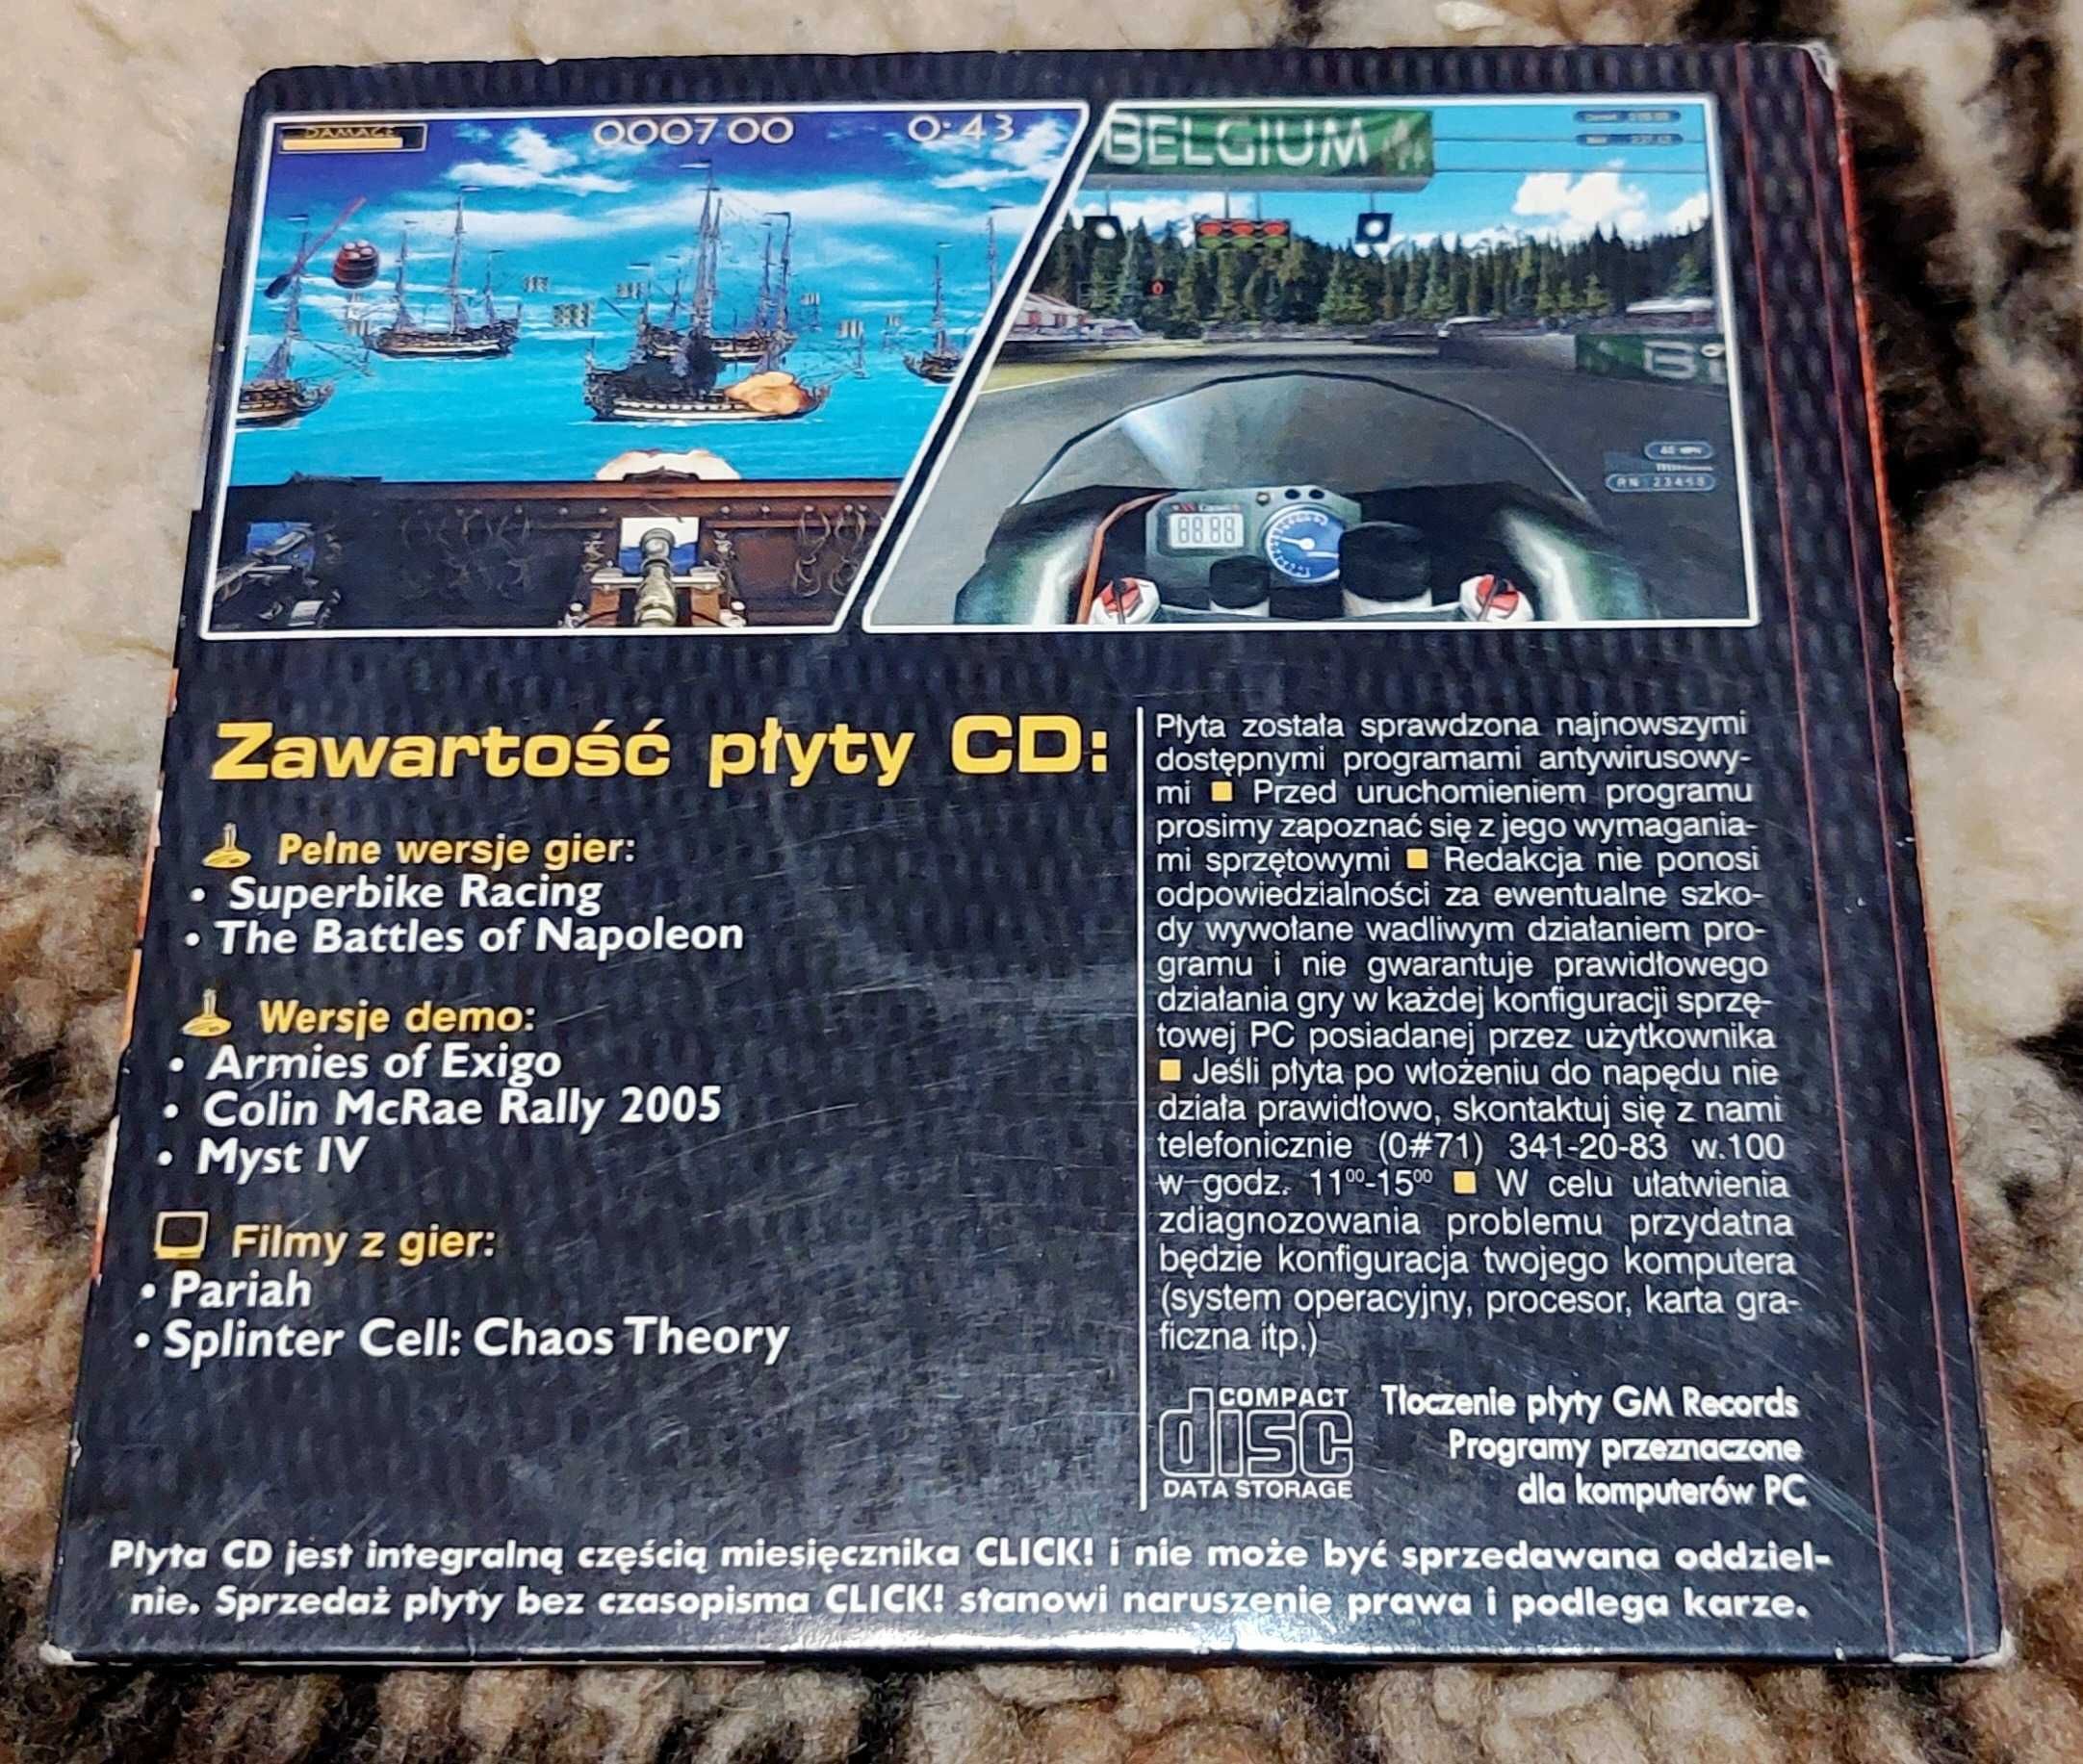 DAMAGE
000700
0:43
BELGIUM
88:88
Zawartość płyty CD:
Pełne wersje gier:
• Superbike Racing
• The Battles of Napoleon
Wersje demo:
• Armies of Exigo
• Colin McRae Rally 2005
• Myst IV
Filmy z gier:
• Pariah
• Splinter Cell: Chaos Theory
Płyta została sprawdzona najnowszymi
dostępnymi programami antywirusowy-
mi ■ Przed uruchomieniem programu
prosimy zapoznać się z jego wymagania-
mi sprzętowymi ■ Redakcja nie ponosi
odpowiedzialności za ewentualne szko-
dy wywołane wadliwym działaniem pro-
gramu i nie gwarantuje prawidłowego
działania gry w każdej konfiguracji sprzę-
towej PC posiadanej przez użytkownika
■ Jeśli płyta po włożeniu do napędu nie
działa prawidłowo, skontaktuj się z nami
telefonicznie (0#71) 341-20-83 w.100
w godz. 11⁰⁰-15⁰⁰ ■ W celu ułatwienia
zdiagnozowania problemu przydatna
będzie konfiguracja twojego komputera
(system operacyjny, procesor, karta gra-
ficzna itp.)
COMPACT
disc
DATA STORAGE
Tłoczenie płyty GM Records
Programy przeznaczone
dla komputerów PC
Płyta CD jest integralną częścią miesięcznika CLICK! i nie może być sprzedawana oddziel-
nie. Sprzedaż płyty bez czasopisma CLICK! stanowi naruszenie prawa i podlega karze.